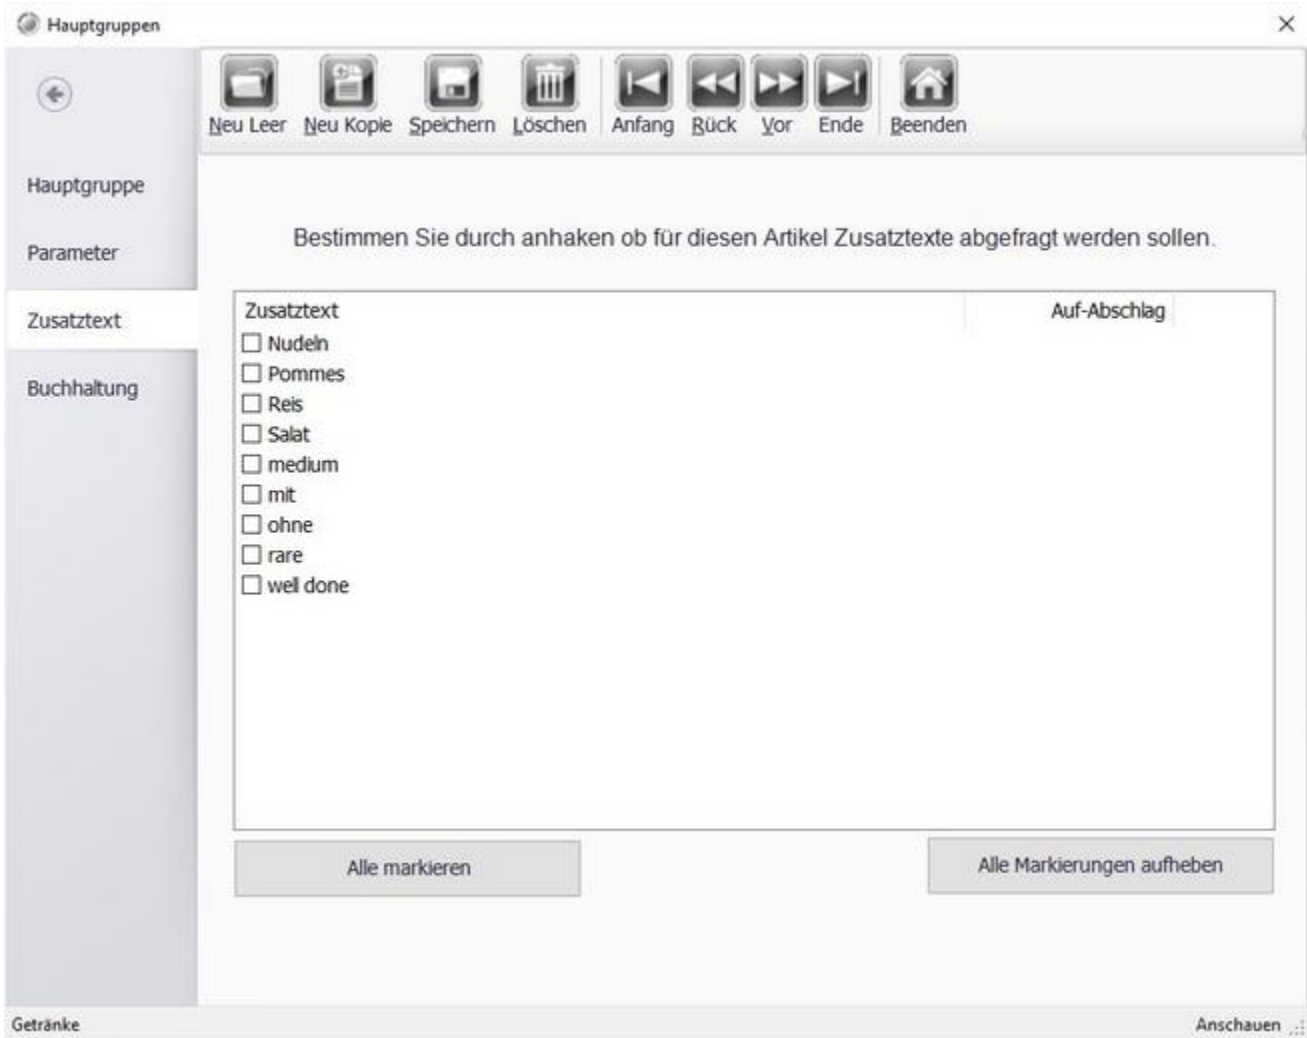 Hauptgruppen
Neu Leer Neu Kopie Speichern Löschen Anfang Rück Vor Ende Beenden
Hauptgruppe
Parameter
Zusatztext
Buchhaltung
Bestimmen Sie durch anhaken ob für diesen Artikel Zusatztexte abgefragt werden sollen.
Zusatztext Auf-Abschlag
Nudeln
Pommes
Reis
Salat
medium
mit
ohne
rare
well done
Alle markieren Alle Markierungen aufheben
Getränke Anschauen